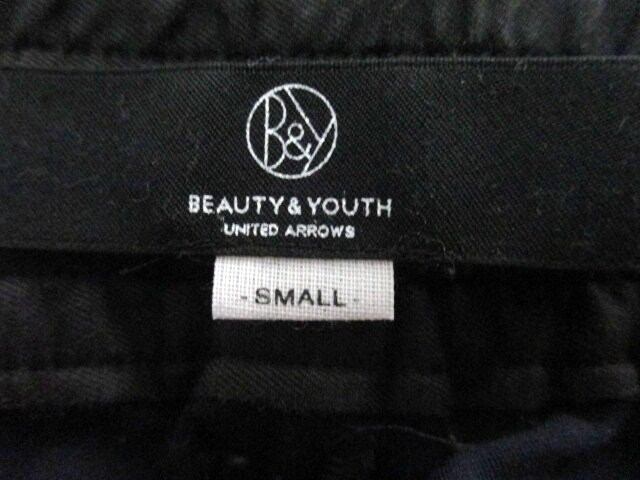 B&Y
BEAUTY & YOUTH
UNITED ARROWS
- SMALL -